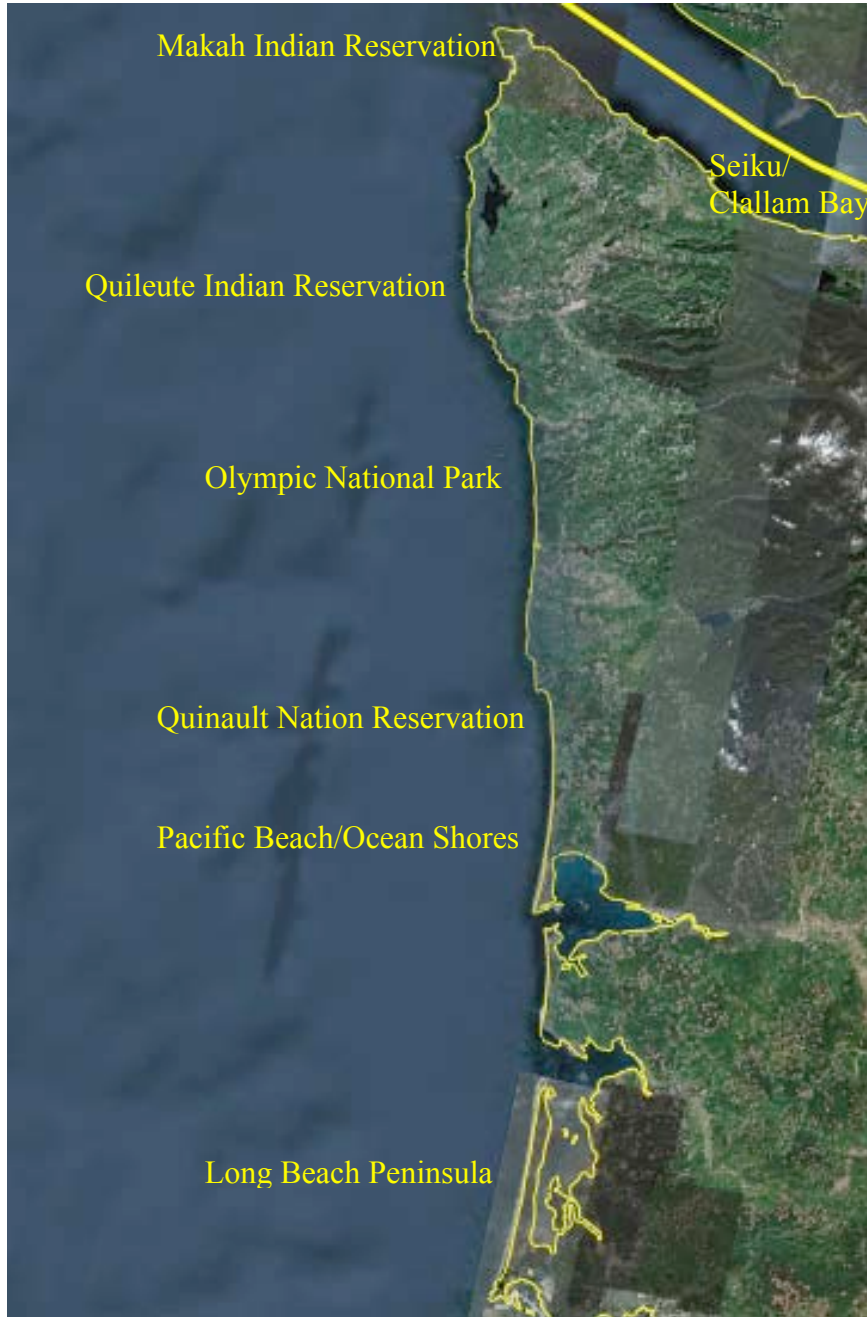 Makah Indian Reservation
Seiku/
Clallam Bay
Quileute Indian Reservation
Olympic National Park
Quinault Nation Reservation
Pacific Beach/Ocean Shores
Long Beach Peninsula